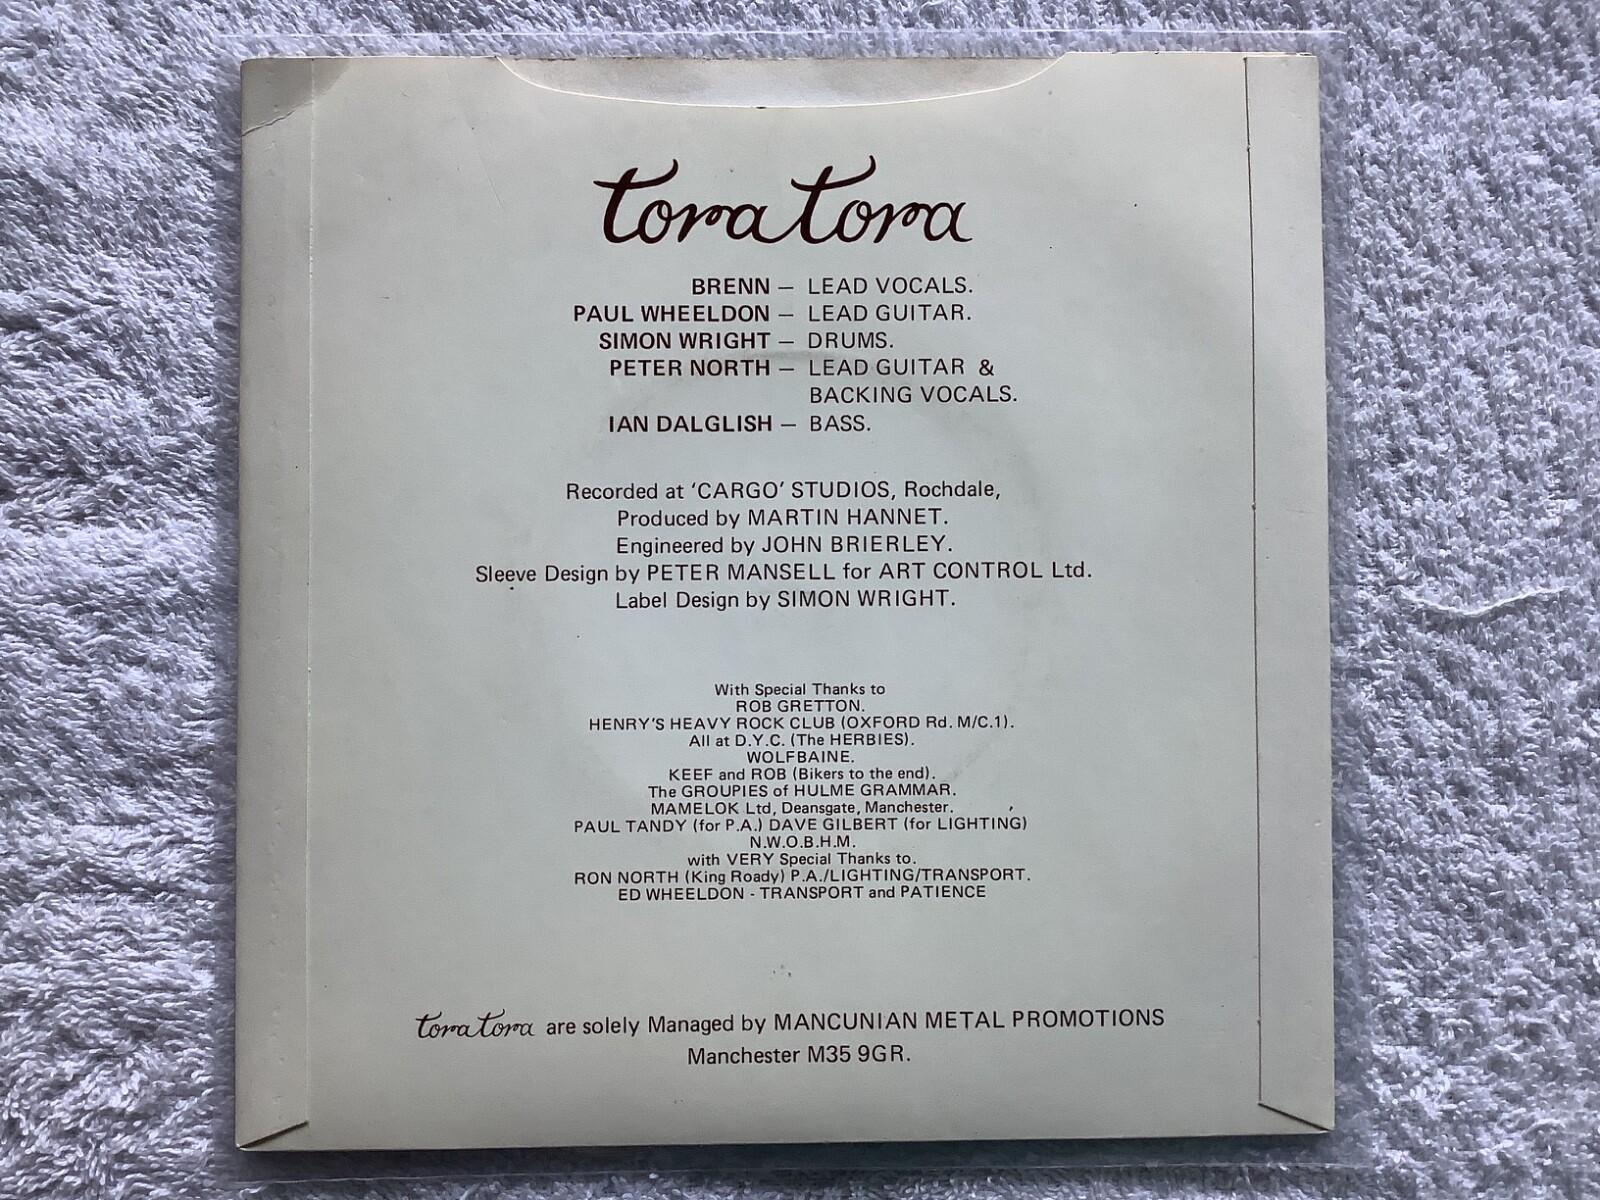 tora tora
BRENN – LEAD VOCALS.
PAUL WHEELDON – LEAD GUITAR.
SIMON WRIGHT – DRUMS.
PETER NORTH – LEAD GUITAR &
BACKING VOCALS.
IAN DALGLISH – BASS.
Recorded at ‘CARGO’ STUDIOS, Rochdale,
Produced by MARTIN HANNET.
Engineered by JOHN BRIERLEY.
Sleeve Design by PETER MANSELL for ART CONTROL Ltd.
Label Design by SIMON WRIGHT.
With Special Thanks to
ROB GRETTON.
HENRY'S HEAVY ROCK CLUB (OXFORD Rd. M/C.1).
All at D.Y.C. (The HERBIES).
WOLFBAINE.
KEEF and ROB (Bikers to the end).
The GROUPIES of HULME GRAMMAR.
MAMELOK Ltd, Deansgate, Manchester.
PAUL TANDY (for P.A.) DAVE GILBERT (for LIGHTING)
N.W.O.B.H.M.
with VERY Special Thanks to.
RON NORTH (King Roady) P.A./LIGHTING/TRANSPORT.
ED WHEELDON - TRANSPORT and PATIENCE
tora tora are solely Managed by MANCUNIAN METAL PROMOTIONS
Manchester M35 9GR.